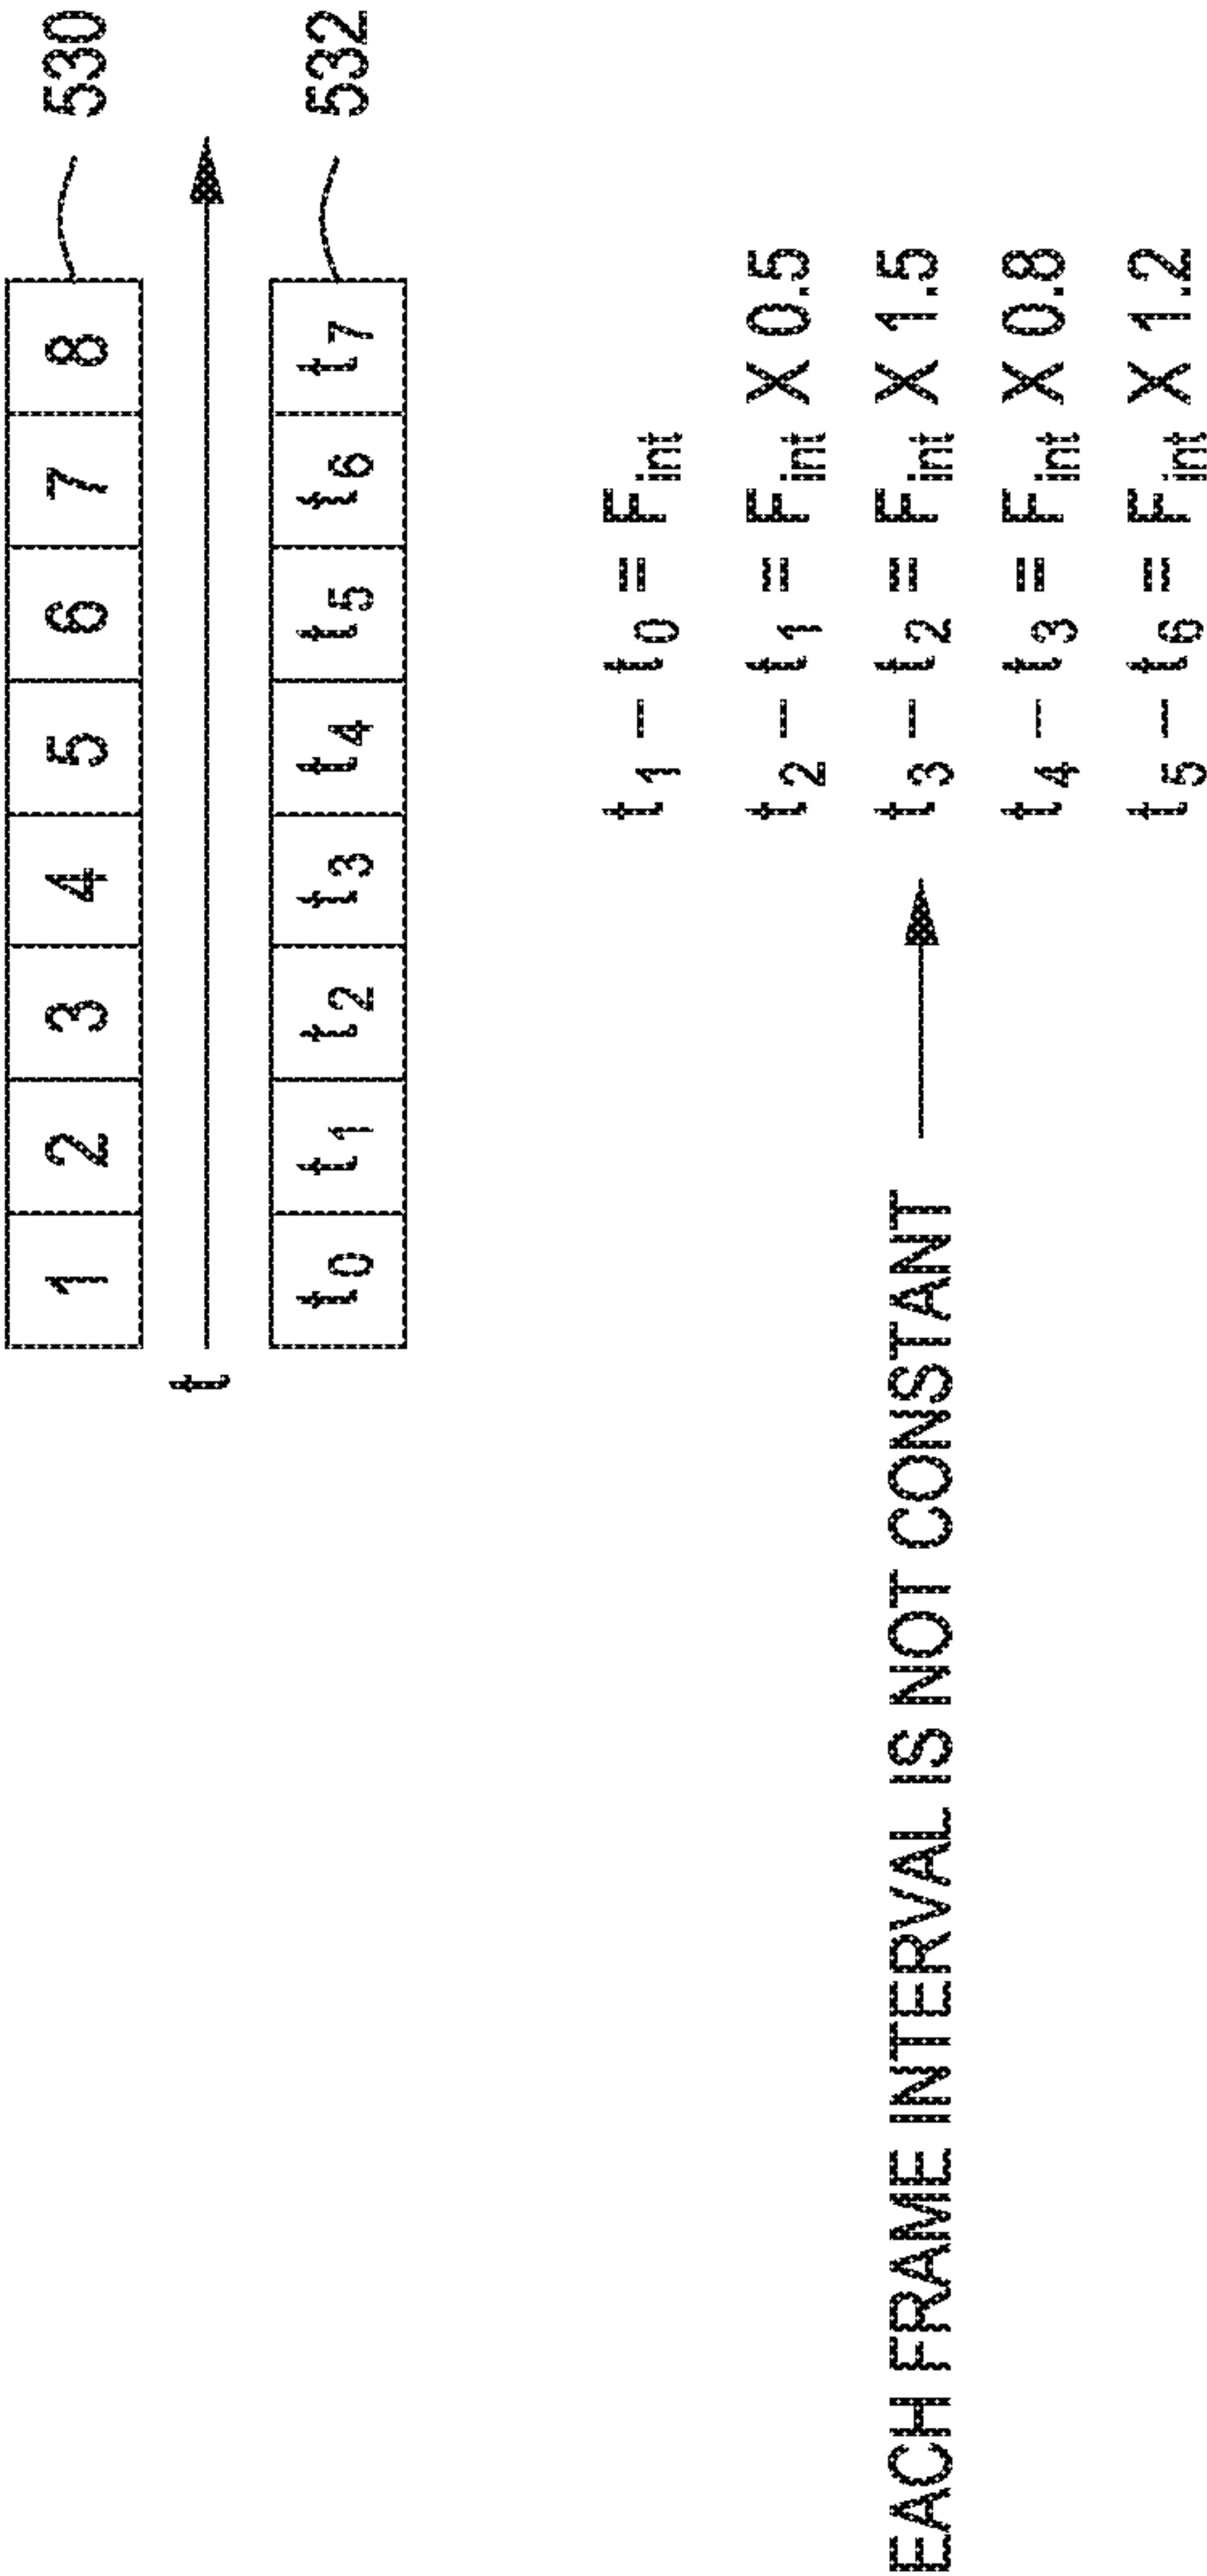 1 2 3 4 5 6 7 8 530
t
t0 t1 t2 t3 t4 t5 t6 t7 532
t1 – t0 = Fint
t2 – t1 = Fint X 0.5
EACH FRAME INTERVAL IS NOT CONSTANT t3 – t2 = Fint X 1.5
t4 – t3 = Fint X 0.8
t5 – t6 = Fint X 1.2